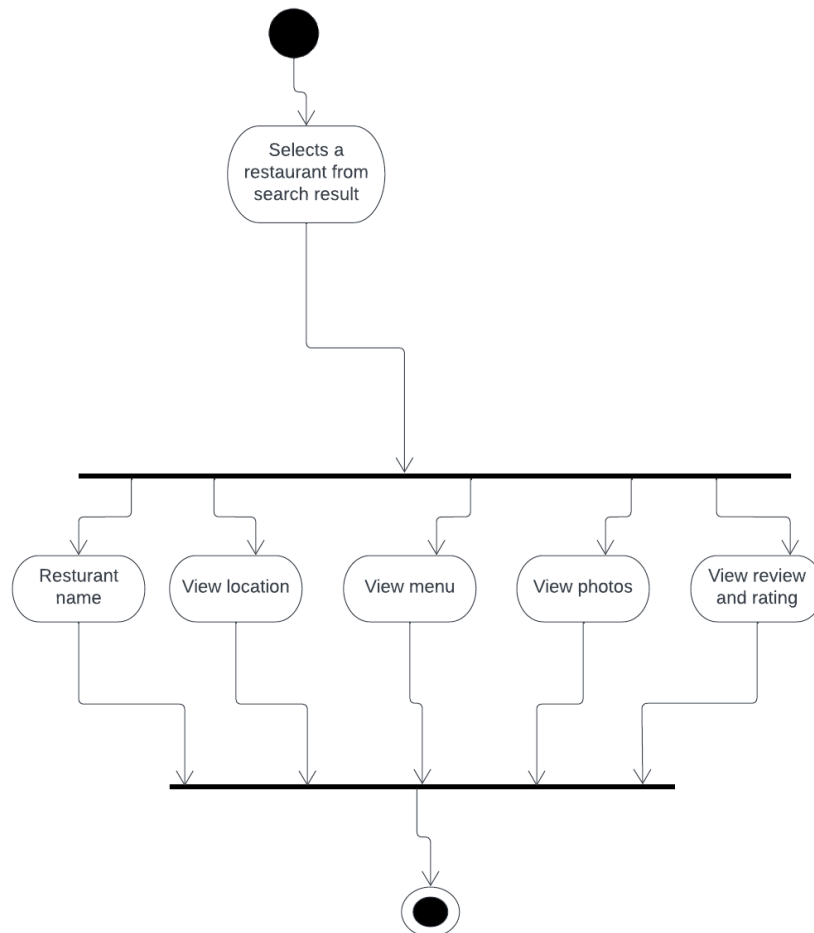 Selects a
restaurant from
search result
Resturant
name
View location
View menu
View photos
View review
and rating